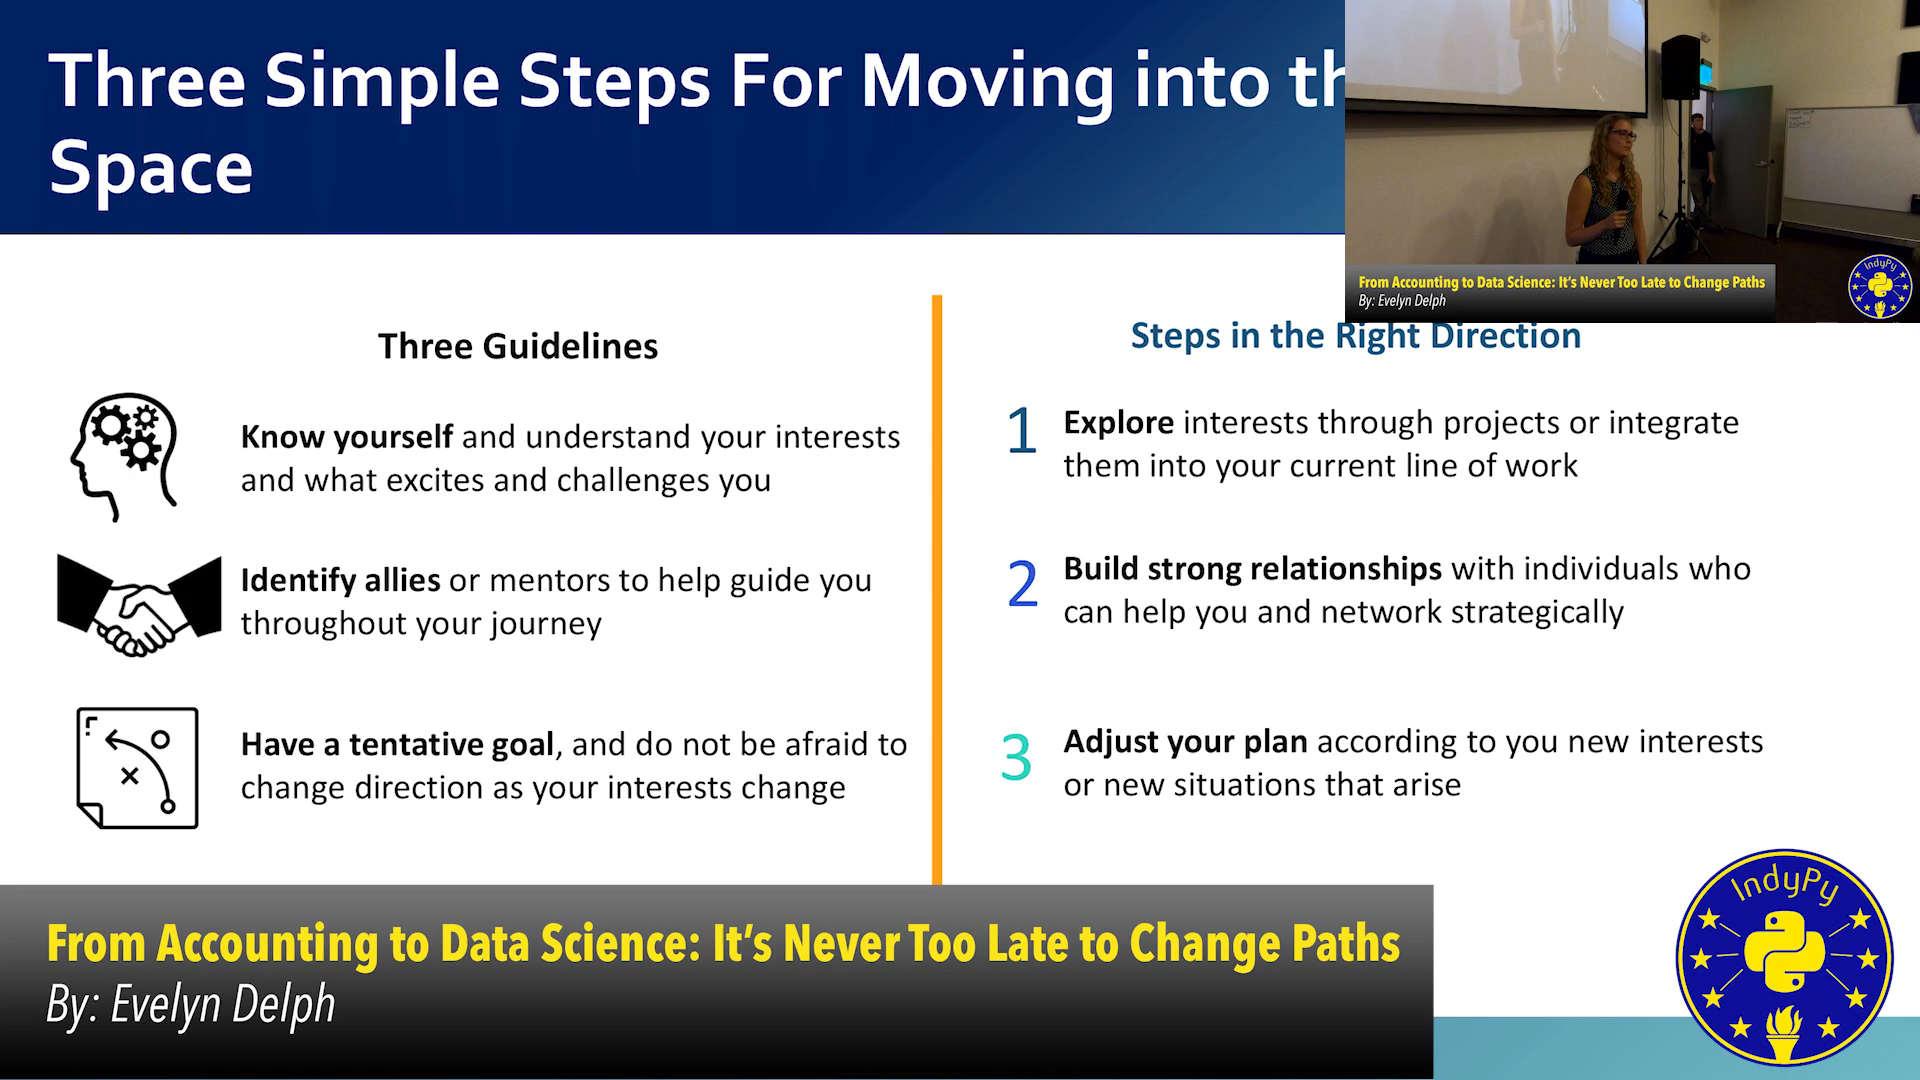 Three Simple Steps For Moving into th
Space
From Accounting to Data Science: It's Never Too Late to Change Paths
By: Evelyn Delph
IndyPy
Three Guidelines
Know yourself and understand your interests
and what excites and challenges you
Identify allies or mentors to help guide you
throughout your journey
Have a tentative goal, and do not be afraid to
change direction as your interests change
Steps in the Right Direction
1 Explore interests through projects or integrate
them into your current line of work
2 Build strong relationships with individuals who
can help you and network strategically
3 Adjust your plan according to you new interests
or new situations that arise
From Accounting to Data Science: It's Never Too Late to Change Paths
By: Evelyn Delph
IndyPy